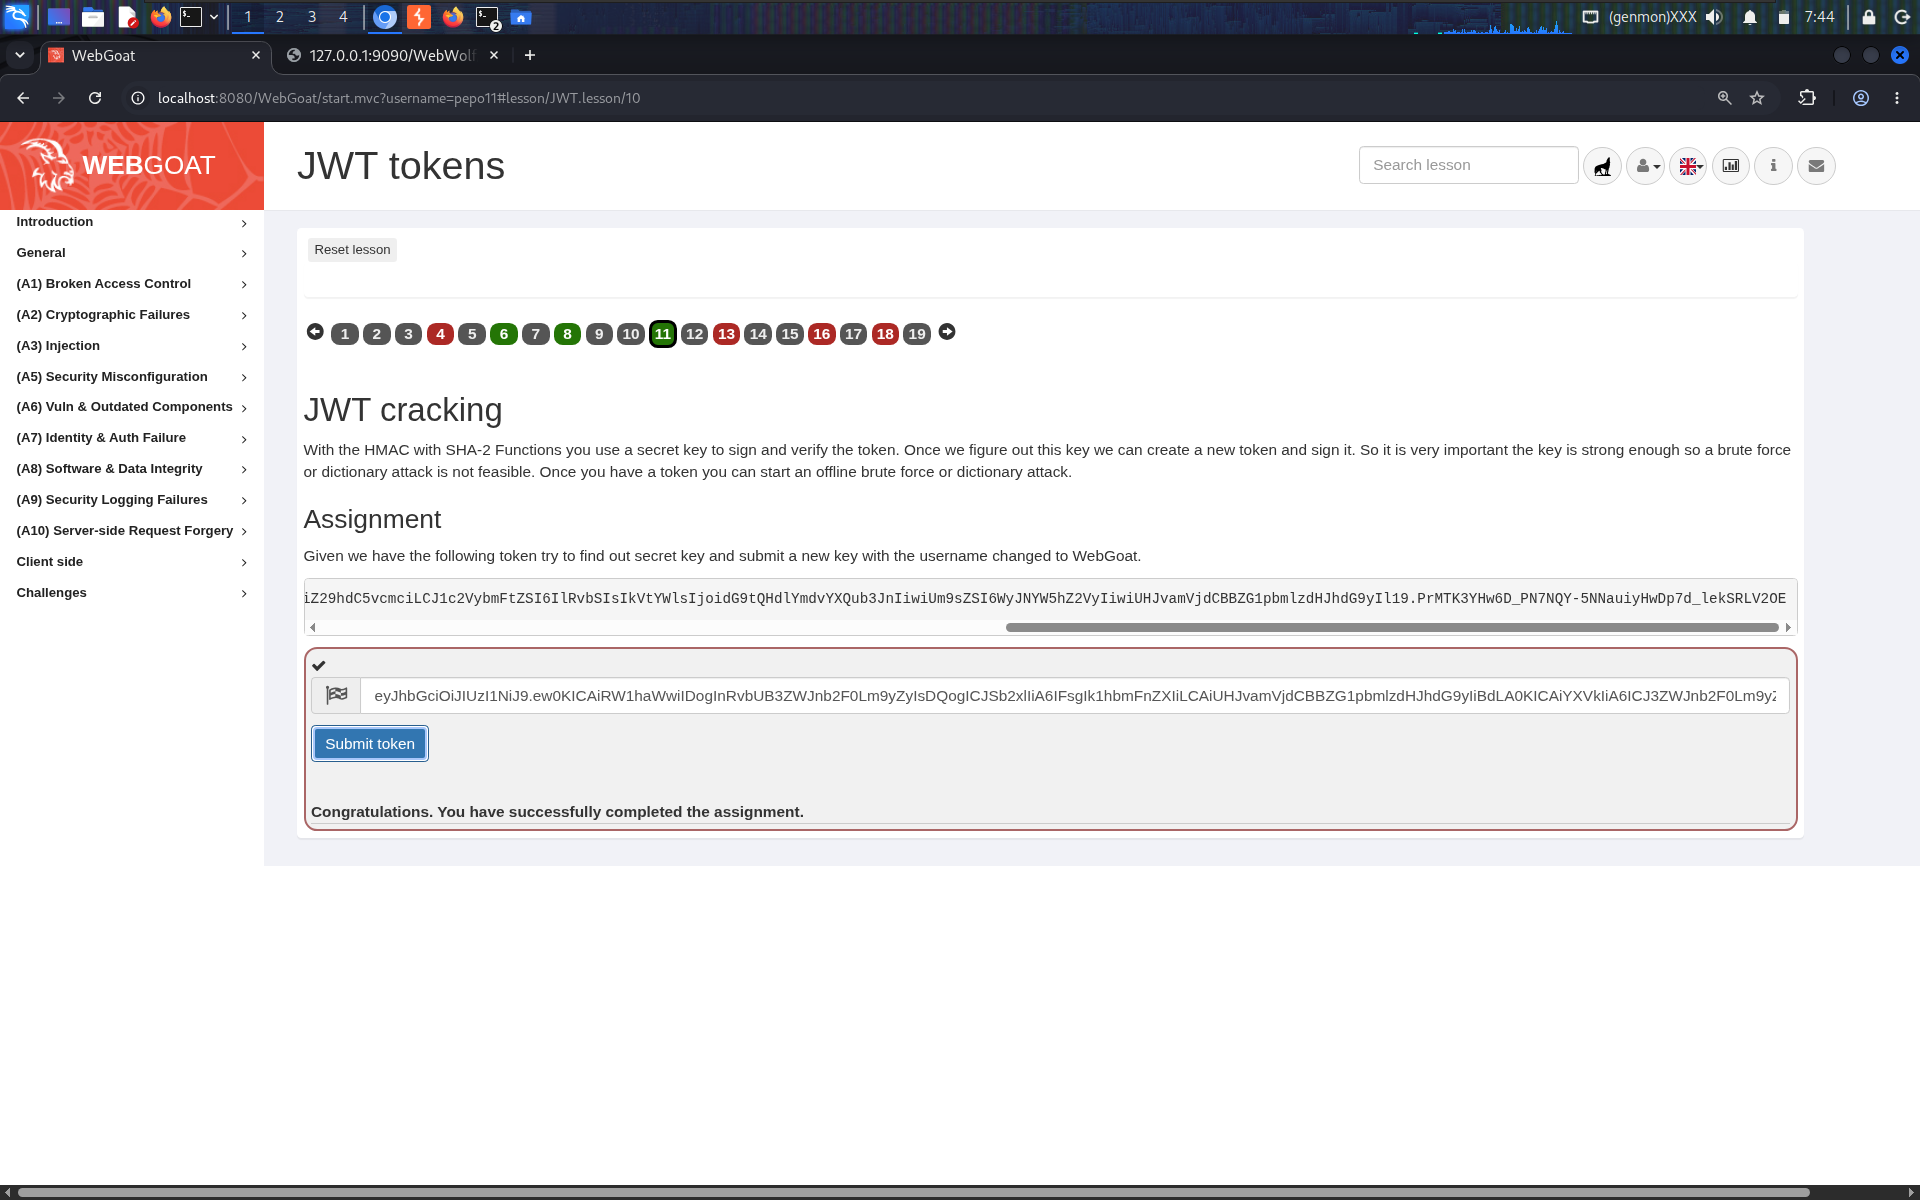 1 2 3 4
2
(genmon)XXX
7:44
WebGoat
127.0.0.1:9090/WebWolf
localhost:8080/WebGoat/start.mvc?username=pepo11#lesson/JWT.lesson/10
WEBGOAT
JWT tokens
Search lesson
Introduction
General
(A1) Broken Access Control
(A2) Cryptographic Failures
(A3) Injection
(A5) Security Misconfiguration
(A6) Vuln & Outdated Components
(A7) Identity & Auth Failure
(A8) Software & Data Integrity
(A9) Security Logging Failures
(A10) Server-side Request Forgery
Client side
Challenges
Reset lesson
1 2 3 4 5 6 7 8 9 10 11 12 13 14 15 16 17 18 19
JWT cracking
With the HMAC with SHA-2 Functions you use a secret key to sign and verify the token. Once we figure out this key we can create a new token and sign it. So it is very important the key is strong enough so a brute force
or dictionary attack is not feasible. Once you have a token you can start an offline brute force or dictionary attack.
Assignment
Given we have the following token try to find out secret key and submit a new key with the username changed to WebGoat.
iZ29hdC5vcmciLCJ1c2VybmFtZSI6IlRvbSIsIkVtYWlsIjoidG9tQHdlYmdvYXQub3JnIiwiUm9sZSI6WyJNYW5hZ2VyIiwiUHJvamVjdCBBZG1pbmlzdHJhdG9yIl19.PrMTK3YHw6D_PN7NQY-5NNauiyHwDp7d_lekSRLV2OE
eyJhbGciOiJIUzI1NiJ9.ew0KICAiRW1haWwiIDogInRvbUB3ZWJnb2F0Lm9yZyIsDQogICJSb2xlIiA6IFsgIk1hbmFnZXIiLCAiUHJvamVjdCBBZG1pbmlzdHJhdG9yIiBdLA0KICAiYXVkIiA6ICJ3ZWJnb2F0Lm9yZ
Submit token
Congratulations. You have successfully completed the assignment.